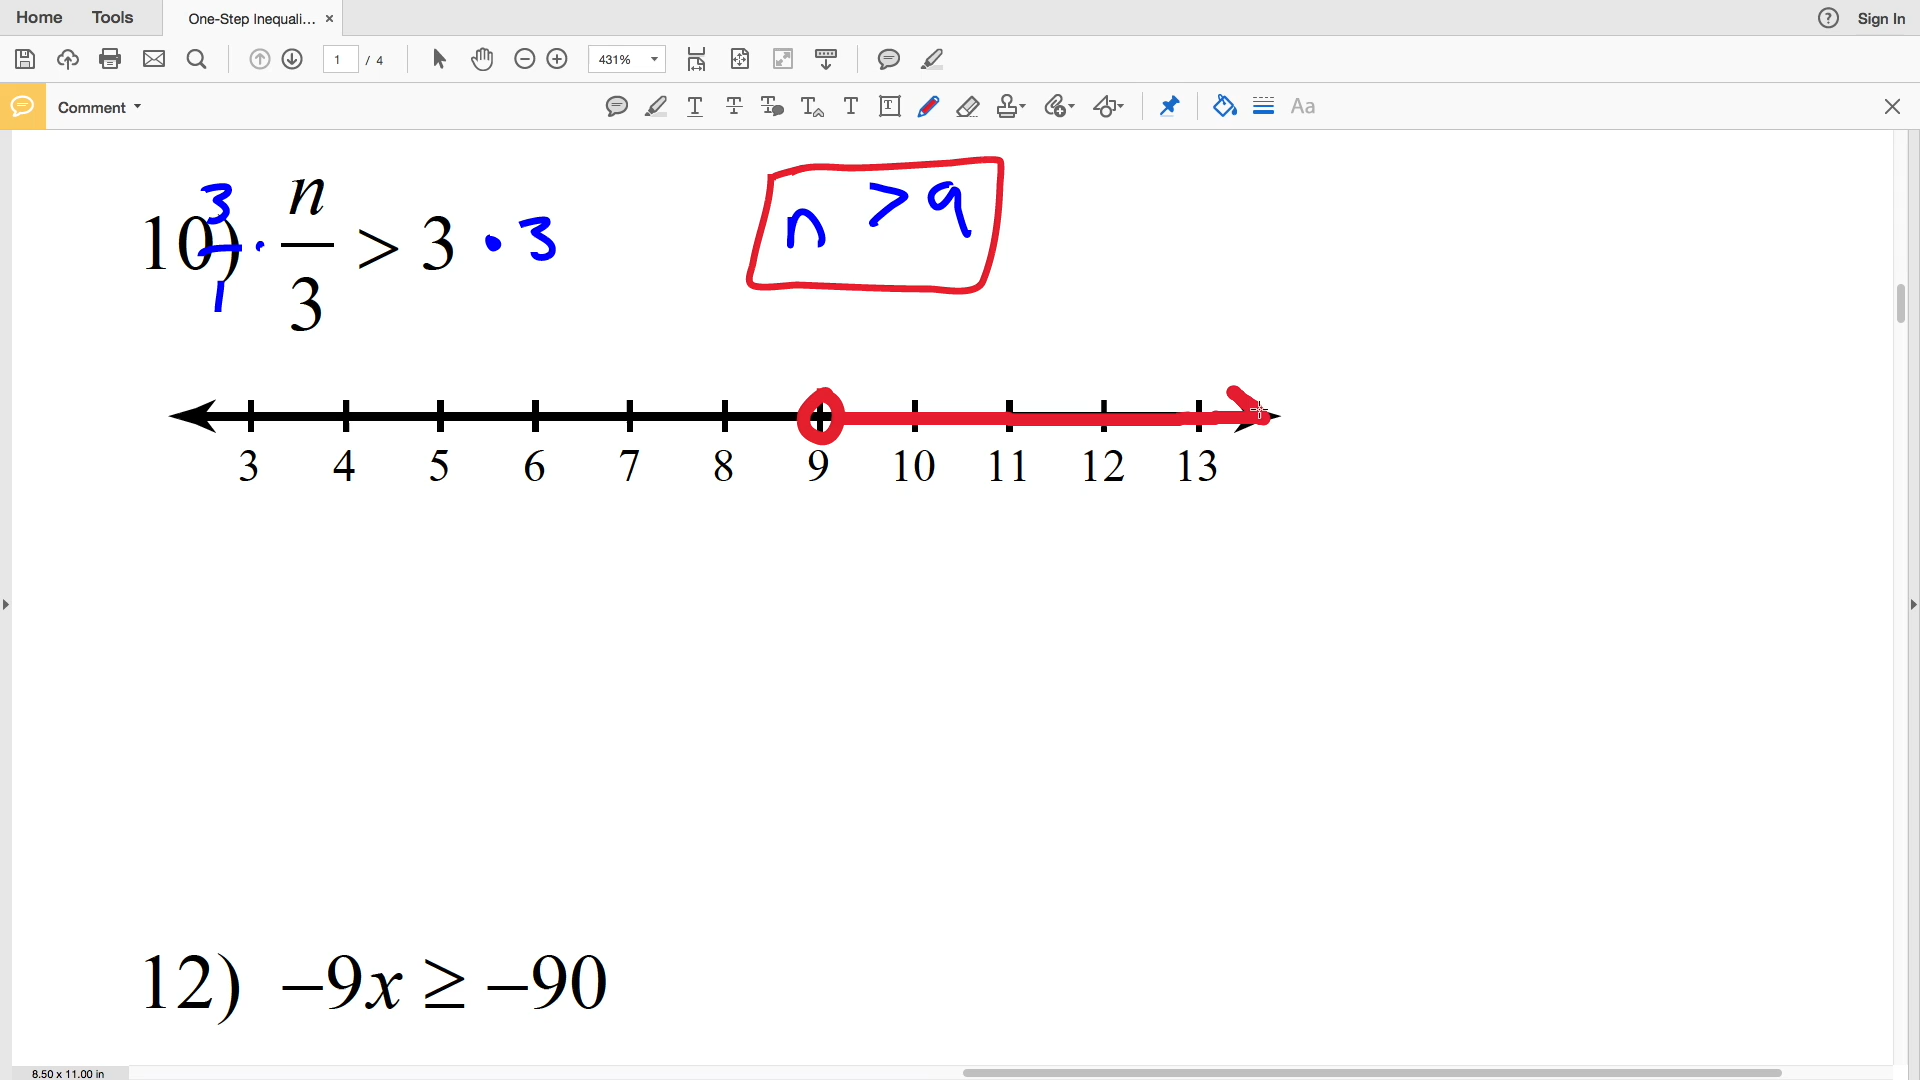 Home Tools One-Step Inequali... × ? Sign In
1 / 4 431%
Comment T T T T T T Aa
10) 3/1 · n/3 > 3 · 3
n > 9
3 4 5 6 7 8 9 10 11 12 13
12) –9x ≥ –90
8.50 x 11.00 in